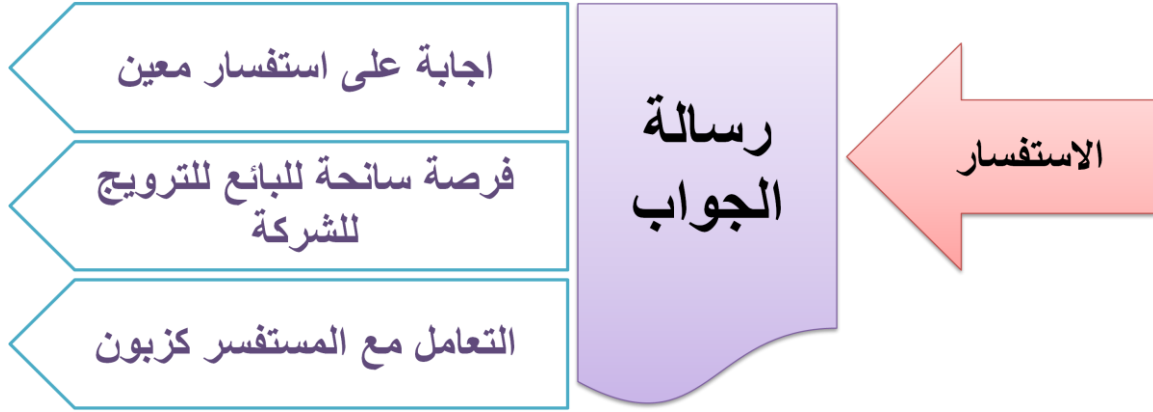 الاستفسار
رسالة
الجواب
اجابة على استفسار معين
فرصة سانحة للبائع للترويج
للشركة
التعامل مع المستفسر كزبون